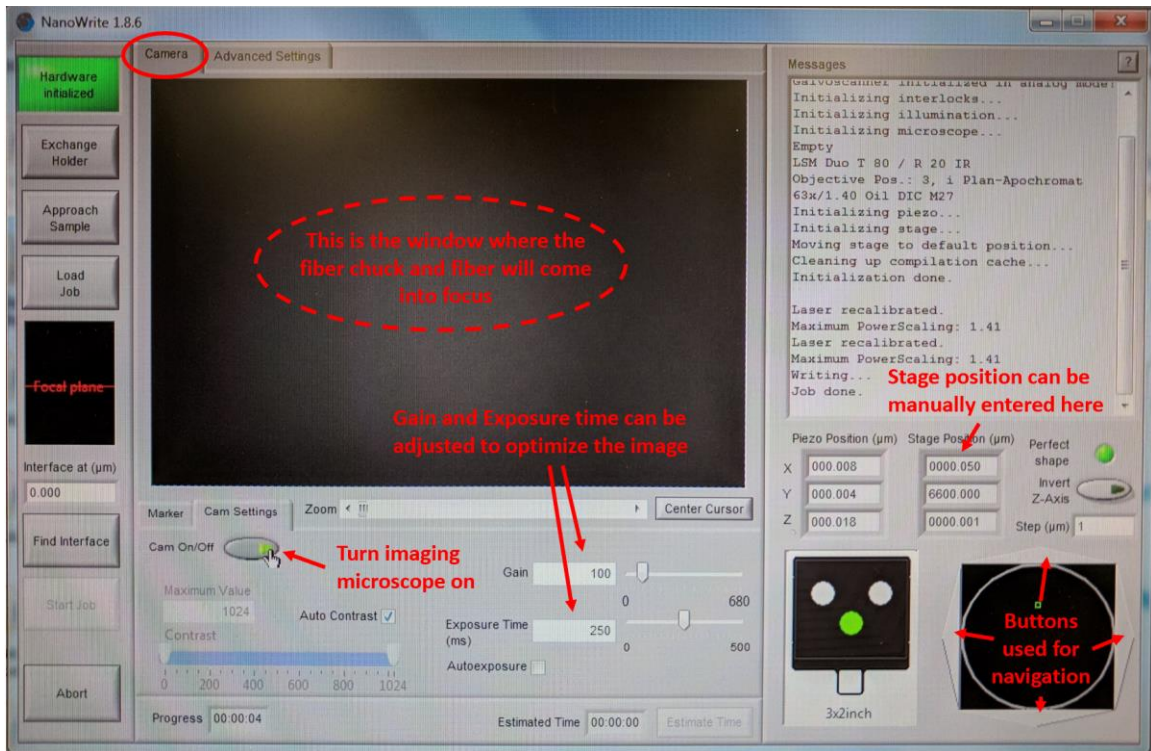 NanoWrite 1.8.6
Camera
Advanced Settings
Hardware
initialized
Exchange
Holder
Approach
Sample
Load
Job
Focal plane
Interface at (µm)
0.000
Find Interface
Start Job
Abort
This is the window where the
fiber chuck and fiber will come
into focus
Gain and Exposure time can be
adjusted to optimize the image
Marker
Cam Settings
Zoom
Center Cursor
Cam On/Off
Turn imaging
microscope on
Maximum Value
1024
Auto Contrast
Contrast
0 200 400 600 800 1024
Gain 100
0 680
Exposure Time
(ms)
250
0 500
Autoexposure
Progress 00:00:04
Estimated Time 00:00:00
Estimate Time
Messages
?
Galvoscanner initialized in analog mode!
Initializing interlocks...
Initializing illumination...
Initializing microscope...
Empty
LSM Duo T 80 / R 20 IR
Objective Pos.: 3, i Plan-Apochromat
63x/1.40 Oil DIC M27
Initializing piezo...
Initializing stage...
Moving stage to default position...
Cleaning up compilation cache...
Initialization done.
Laser recalibrated.
Maximum PowerScaling: 1.41
Laser recalibrated.
Maximum PowerScaling: 1.41
Writing...
Job done.
Stage position can be
manually entered here
Piezo Position (µm)
Stage Position (µm)
Perfect
shape
X 000.008 0000.050
Invert
Z-Axis
Y 000.004 6600.000
Z 000.018 0000.001
Step (µm) 1
3x2inch
Buttons
used for
navigation